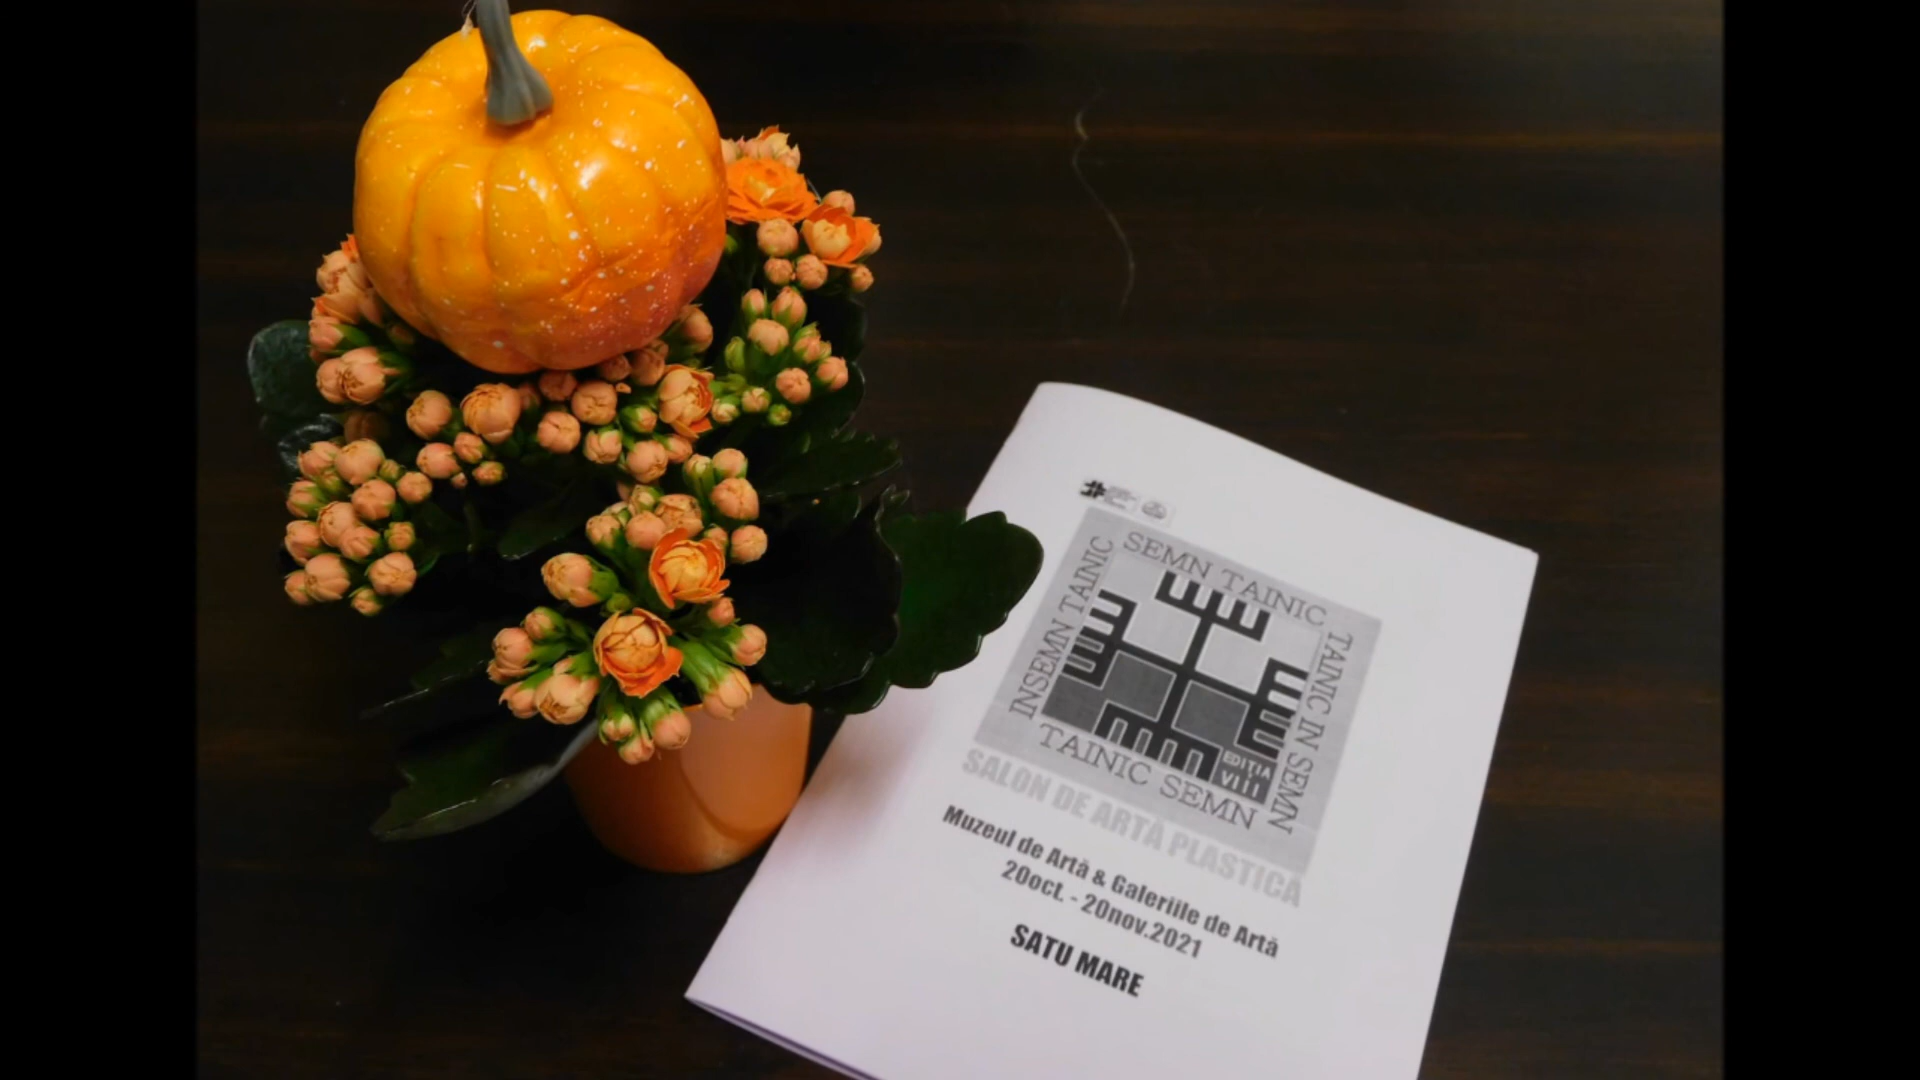 SEMN TAINIC
INSEMN TAINIC
TAINIC IN SEMN
TAINIC SEMN
EDIȚIA
VIII
SALON DE ARTĂ PLASTICĂ
Muzeul de Artă & Galeriile de Artă
20oct. - 20nov.2021
SATU MARE